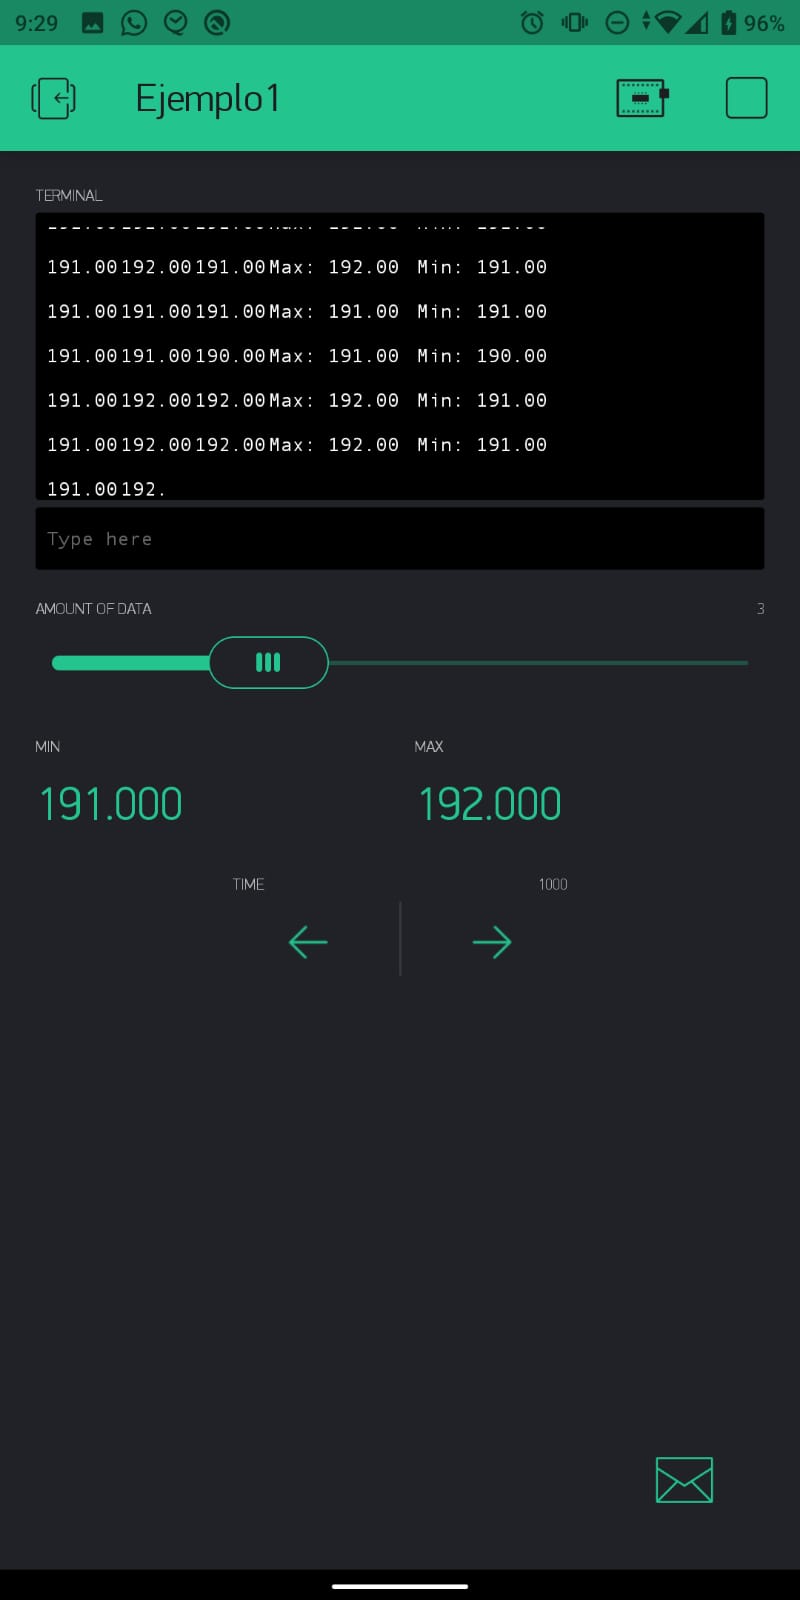 9:29 96%
Ejemplo1
TERMINAL
191.00192.00191.00Max: 192.00 Min: 191.00
191.00191.00191.00Max: 191.00 Min: 191.00
191.00191.00190.00Max: 191.00 Min: 190.00
191.00192.00192.00Max: 192.00 Min: 191.00
191.00192.00192.00Max: 192.00 Min: 191.00
191.00192.
Type here
AMOUNT OF DATA 3
MIN MAX
191.000 192.000
TIME 1000